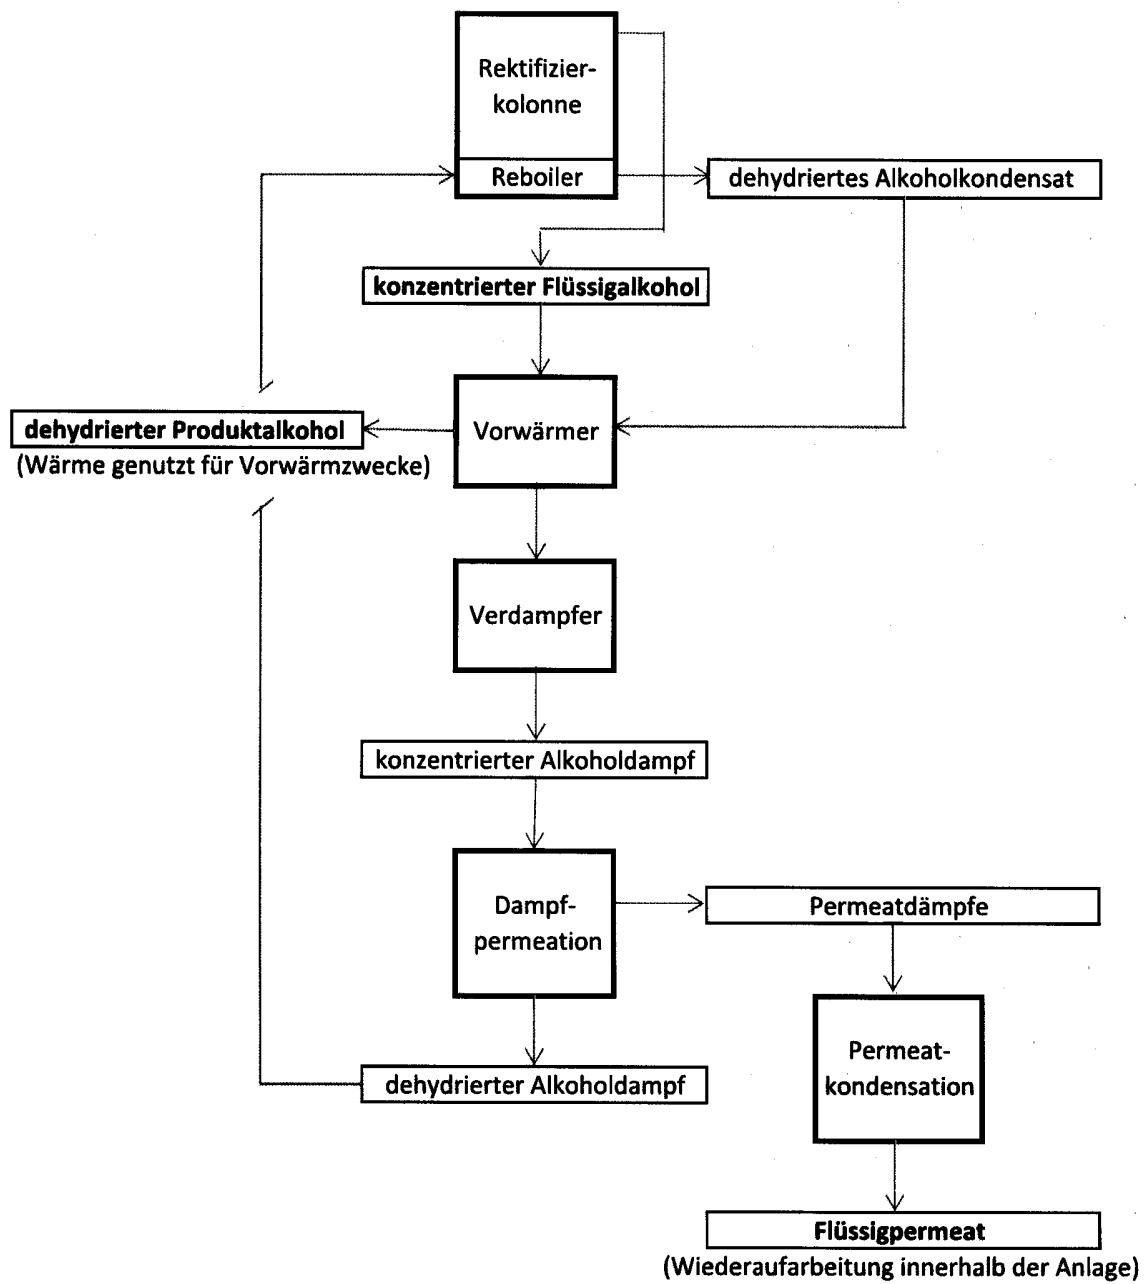 Rektifizier-
kolonne
Reboiler
dehydriertes Alkoholkondensat
konzentrierter Flüssigalkohol
dehydrierter Produktalkohol
(Wärme genutzt für Vorwärmzwecke)
Vorwärmer
Verdampfer
konzentrierter Alkoholdampf
Dampf-
permeation
Permeatdämpfe
Permeat-
kondensation
dehydrierter Alkoholdampf
Flüssigpermeat
(Wiederaufarbeitung innerhalb der Anlage)